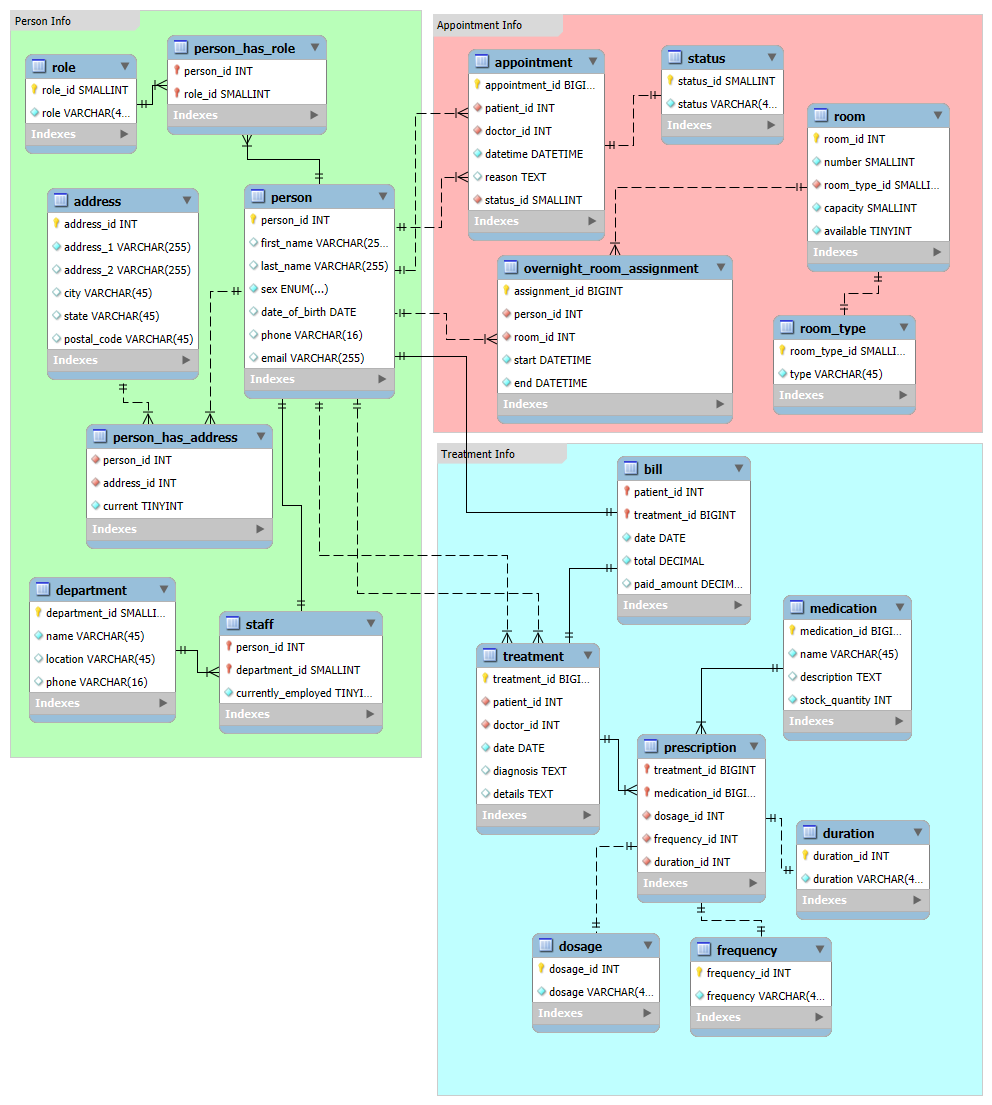 Person Info
role
role_id SMALLINT
role VARCHAR(4...
Indexes
person_has_role
person_id INT
role_id SMALLINT
Indexes
address
address_id INT
address_1 VARCHAR(255)
address_2 VARCHAR(255)
city VARCHAR(45)
state VARCHAR(45)
postal_code VARCHAR(45)
Indexes
person
person_id INT
first_name VARCHAR(25...
last_name VARCHAR(255)
sex ENUM(...)
date_of_birth DATE
phone VARCHAR(16)
email VARCHAR(255)
Indexes
person_has_address
person_id INT
address_id INT
current TINYINT
Indexes
department
department_id SMALLI...
name VARCHAR(45)
location VARCHAR(45)
phone VARCHAR(16)
Indexes
staff
person_id INT
department_id SMALLINT
currently_employed TINYI...
Indexes
Appointment Info
appointment
appointment_id BIGI...
patient_id INT
doctor_id INT
datetime DATETIME
reason TEXT
status_id SMALLINT
Indexes
status
status_id SMALLINT
status VARCHAR(4...
Indexes
room
room_id INT
number SMALLINT
room_type_id SMALLI...
capacity SMALLINT
available TINYINT
Indexes
overnight_room_assignment
assignment_id BIGINT
person_id INT
room_id INT
start DATETIME
end DATETIME
Indexes
room_type
room_type_id SMALLI...
type VARCHAR(45)
Indexes
Treatment Info
bill
patient_id INT
treatment_id BIGINT
date DATE
total DECIMAL
paid_amount DECIM...
Indexes
medication
medication_id BIGI...
name VARCHAR(45)
description TEXT
stock_quantity INT
Indexes
treatment
treatment_id BIGI...
patient_id INT
doctor_id INT
date DATE
diagnosis TEXT
details TEXT
Indexes
prescription
treatment_id BIGINT
medication_id BIGI...
dosage_id INT
frequency_id INT
duration_id INT
Indexes
duration
duration_id INT
duration VARCHAR(4...
Indexes
dosage
dosage_id INT
dosage VARCHAR(4...
Indexes
frequency
frequency_id INT
frequency VARCHAR(4...
Indexes